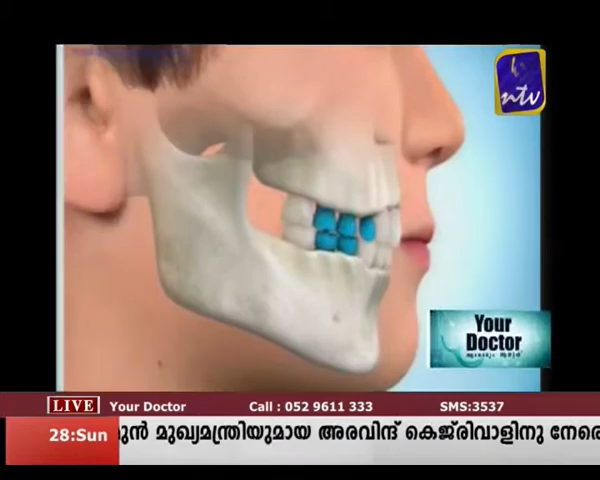 ntv
Your
Doctor
LIVE Your Doctor Call : 052 9611 333 SMS:3537
28:Sun മുൻ മുഖ്യമന്ത്രിയുമായ അരവിന്ദ് കെജ്‌രിവാളിനു നേരെ